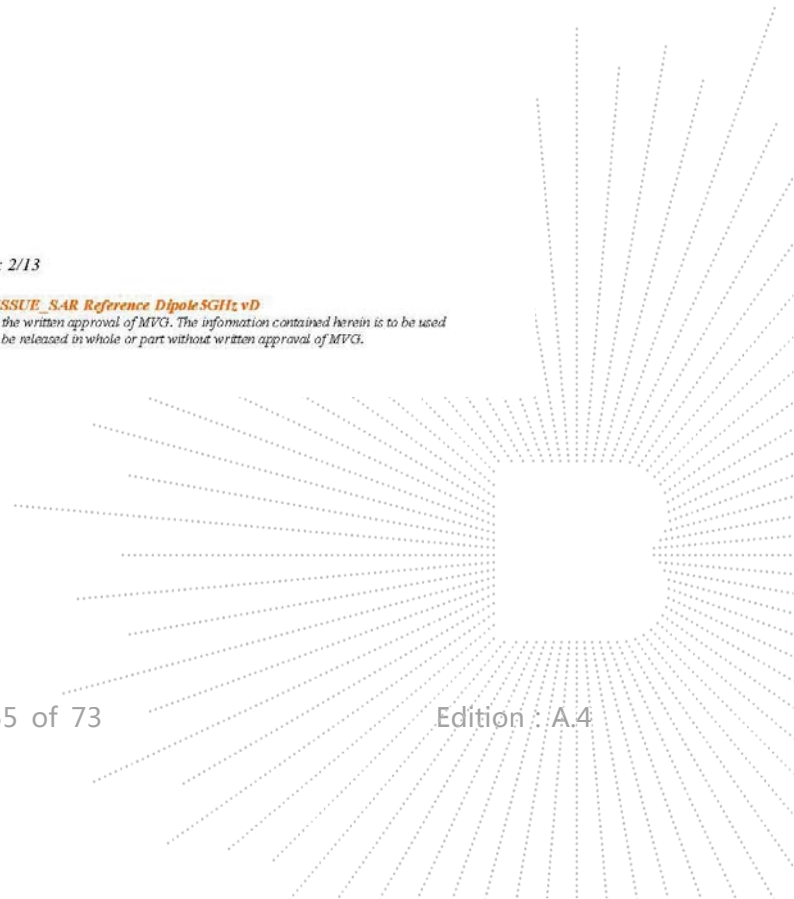 : 2/13
SSUE_SAR Reference Dipole5GHz vD
the written approval of MVG. The information contained herein is to be used
be released in whole or part without written approval of MVG.
5 of 73
Edition : A.4